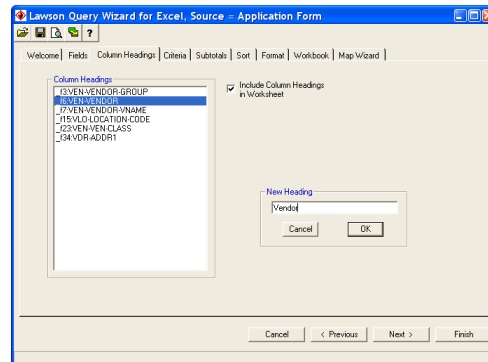 Lawson Query Wizard for Excel, Source = Application Form
?
Welcome Fields Column Headings Criteria Subtotals Sort Format Workbook Map Wizard
Column Headings
_f3:VEN-VENDOR-GROUP
_f6:VEN-VENDOR
_f7:VEN-VENDOR-VNAME
_f15:VLO-LOCATION-CODE
_f23:VEN-VEN-CLASS
_f34:VDR-ADDR1
Include Column Headings
in Worksheet
New Heading
Vendor
Cancel OK
Cancel < Previous Next > Finish